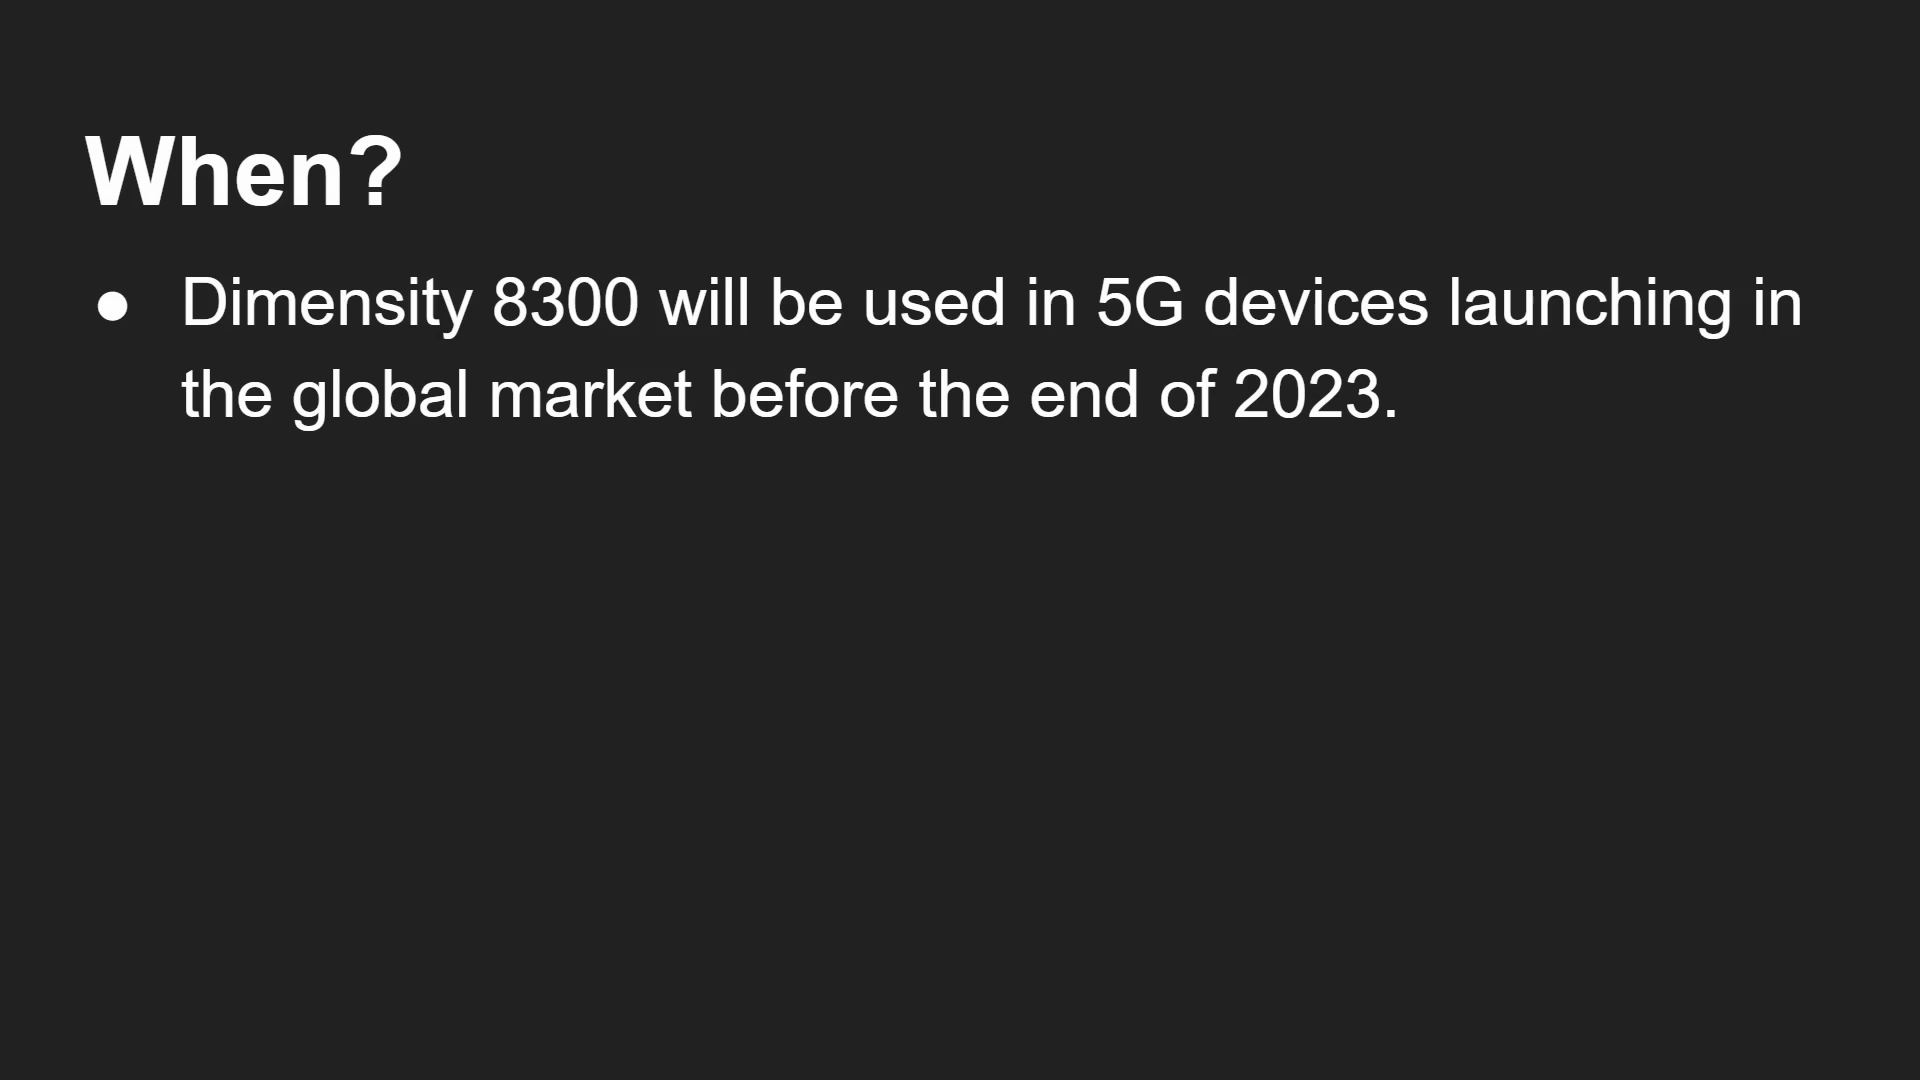 When?
● Dimensity 8300 will be used in 5G devices launching in
the global market before the end of 2023.